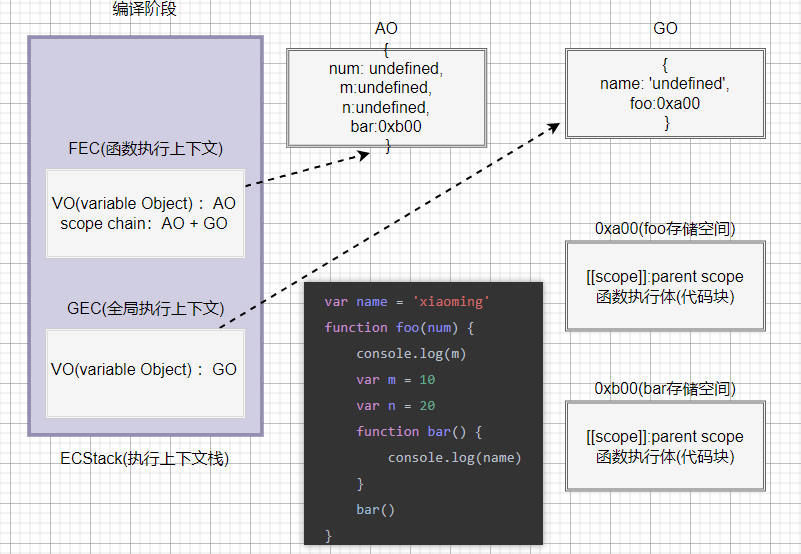 编译阶段
FEC(函数执行上下文)
VO(variable Object) ：AO
scope chain：AO + GO
GEC(全局执行上下文)
VO(variable Object) ：GO
ECStack(执行上下文栈)
AO
{
num: undefined,
m:undefined,
n:undefined,
bar:0xb00
}
GO
{
name: 'undefined',
foo:0xa00
}
0xa00(foo存储空间)
[[scope]]:parent scope
函数执行体(代码块)
0xb00(bar存储空间)
[[scope]]:parent scope
函数执行体(代码块)
var name = 'xiaoming'
function foo(num) {
console.log(m)
var m = 10
var n = 20
function bar() {
console.log(name)
}
bar()
}